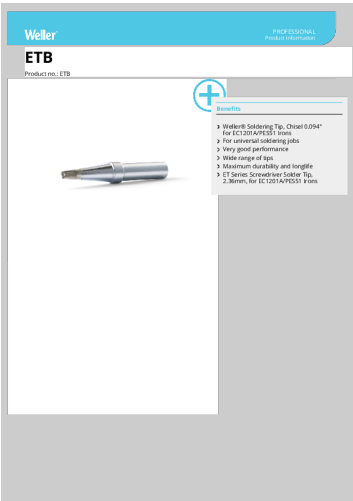 Weller®
PROFESSIONAL
Product Information
ETB
Product no.: ETB
Benefits
Weller® Soldering Tip, Chisel 0,094"
for EC1201A/PES51 irons
For universal soldering jobs
Very good performance
Wide range of tips
Maximum durability and longlife
ET Series Screwdriver Solder Tip,
2.36mm, for EC1201A/PES51 irons